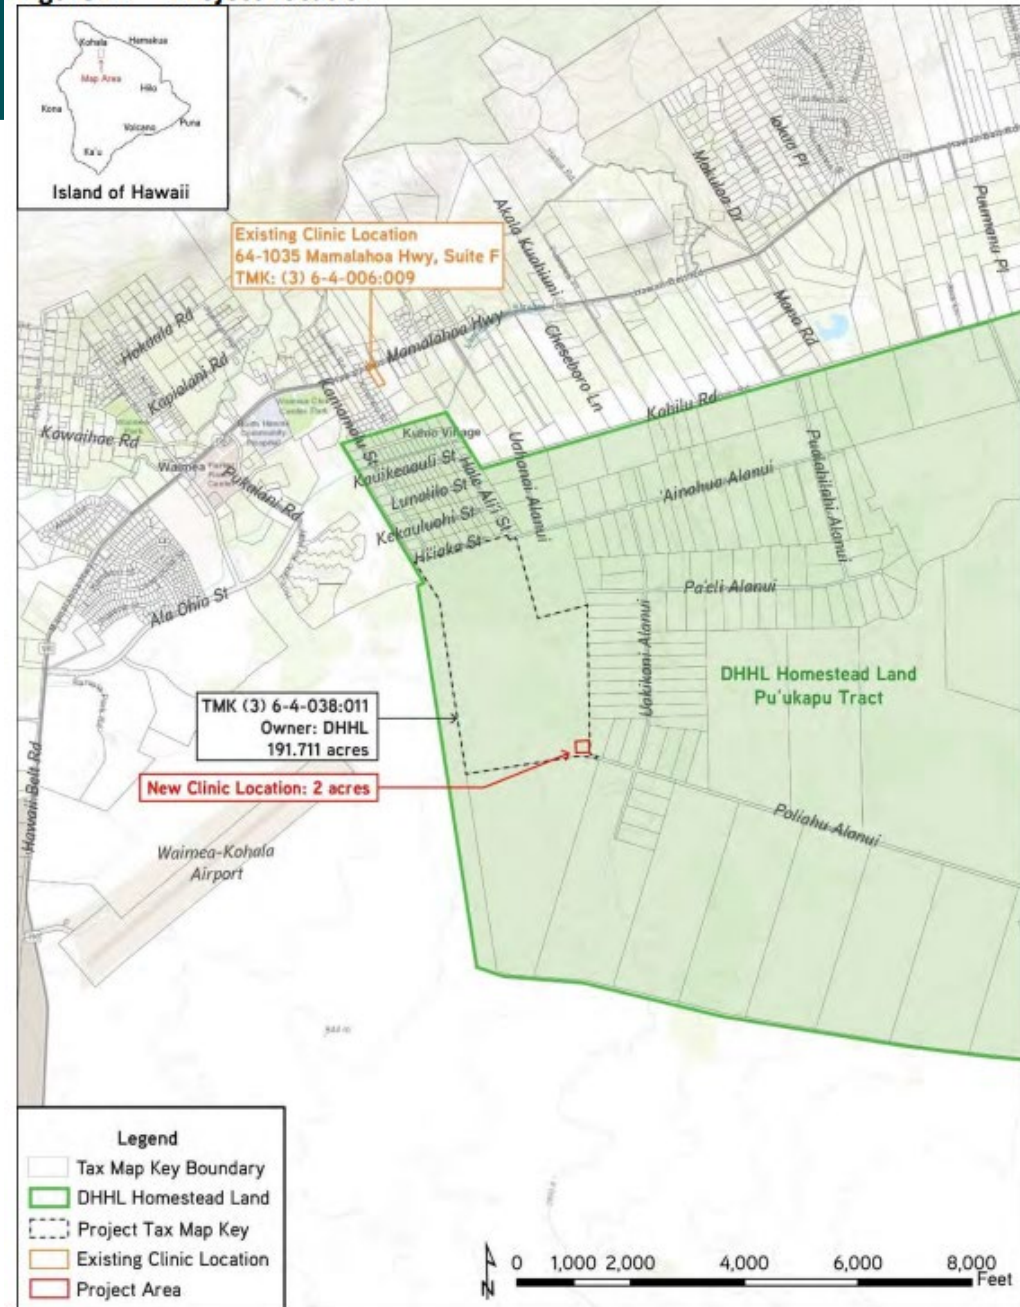 Kohala
Hamakua
Map Area
Hilo
Kona
Volcano
Puna
Ka'u
Island of Hawaii
Existing Clinic Location
64-1035 Mamalahoa Hwy, Suite F
TMK: (3) 6-4-006:009
Iokua Pl
Makulao Dr
Puumanu Pl
Akala Kuahiuni
Mamalahoa Hwy
Cheseboro Ln
Mana Rd
Hokuula Rd
Kapiolani Rd
Kawaihae Rd
Waimea
Pukalani Rd
Kamamalu St
Kuhio Village
Kahilu Rd
Kauikeaouli St
Lunalilo St
Kekauluohi St
Hi'iaka St
Hale Ali'i St
Uahanai Alanui
'Ainahua Alanui
Pualahilahi Alanui
Pa'eli Alanui
Uakikoni Alanui
Ala Ohia St
DHHL Homestead Land
Pu'ukapu Tract
TMK (3) 6-4-038:011
Owner: DHHL
191.711 acres
New Clinic Location: 2 acres
Poliahu Alanui
Hawaii Belt Rd
Waimea-Kohala
Airport
Legend
Tax Map Key Boundary
DHHL Homestead Land
Project Tax Map Key
Existing Clinic Location
Project Area
N
0 1,000 2,000 4,000 6,000 8,000
Feet